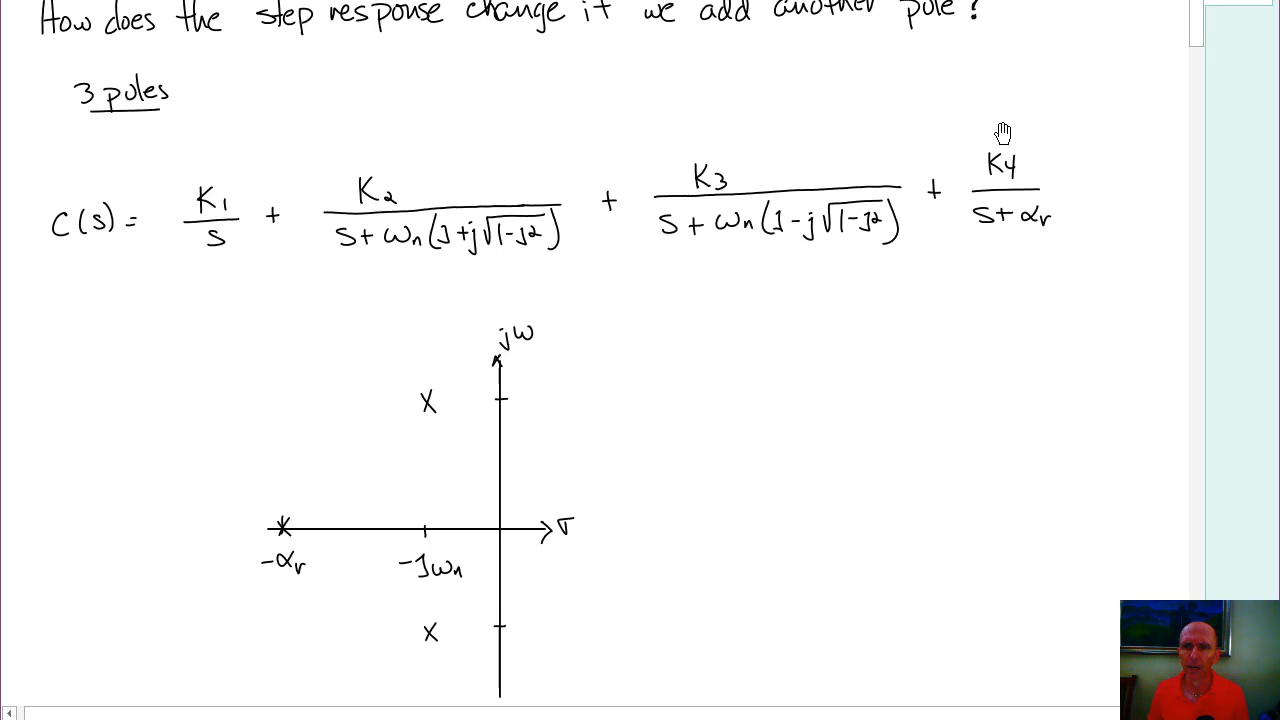 How does the step response change if we add another pole?
3 poles
C(s) = K1/s + K2/(s+ωn(ζ+j√(1-ζ²))) + K3/(s+ωn(ζ-j√(1-ζ²))) + K4/(s+αr)
jω
σ
-αr
-ζωn